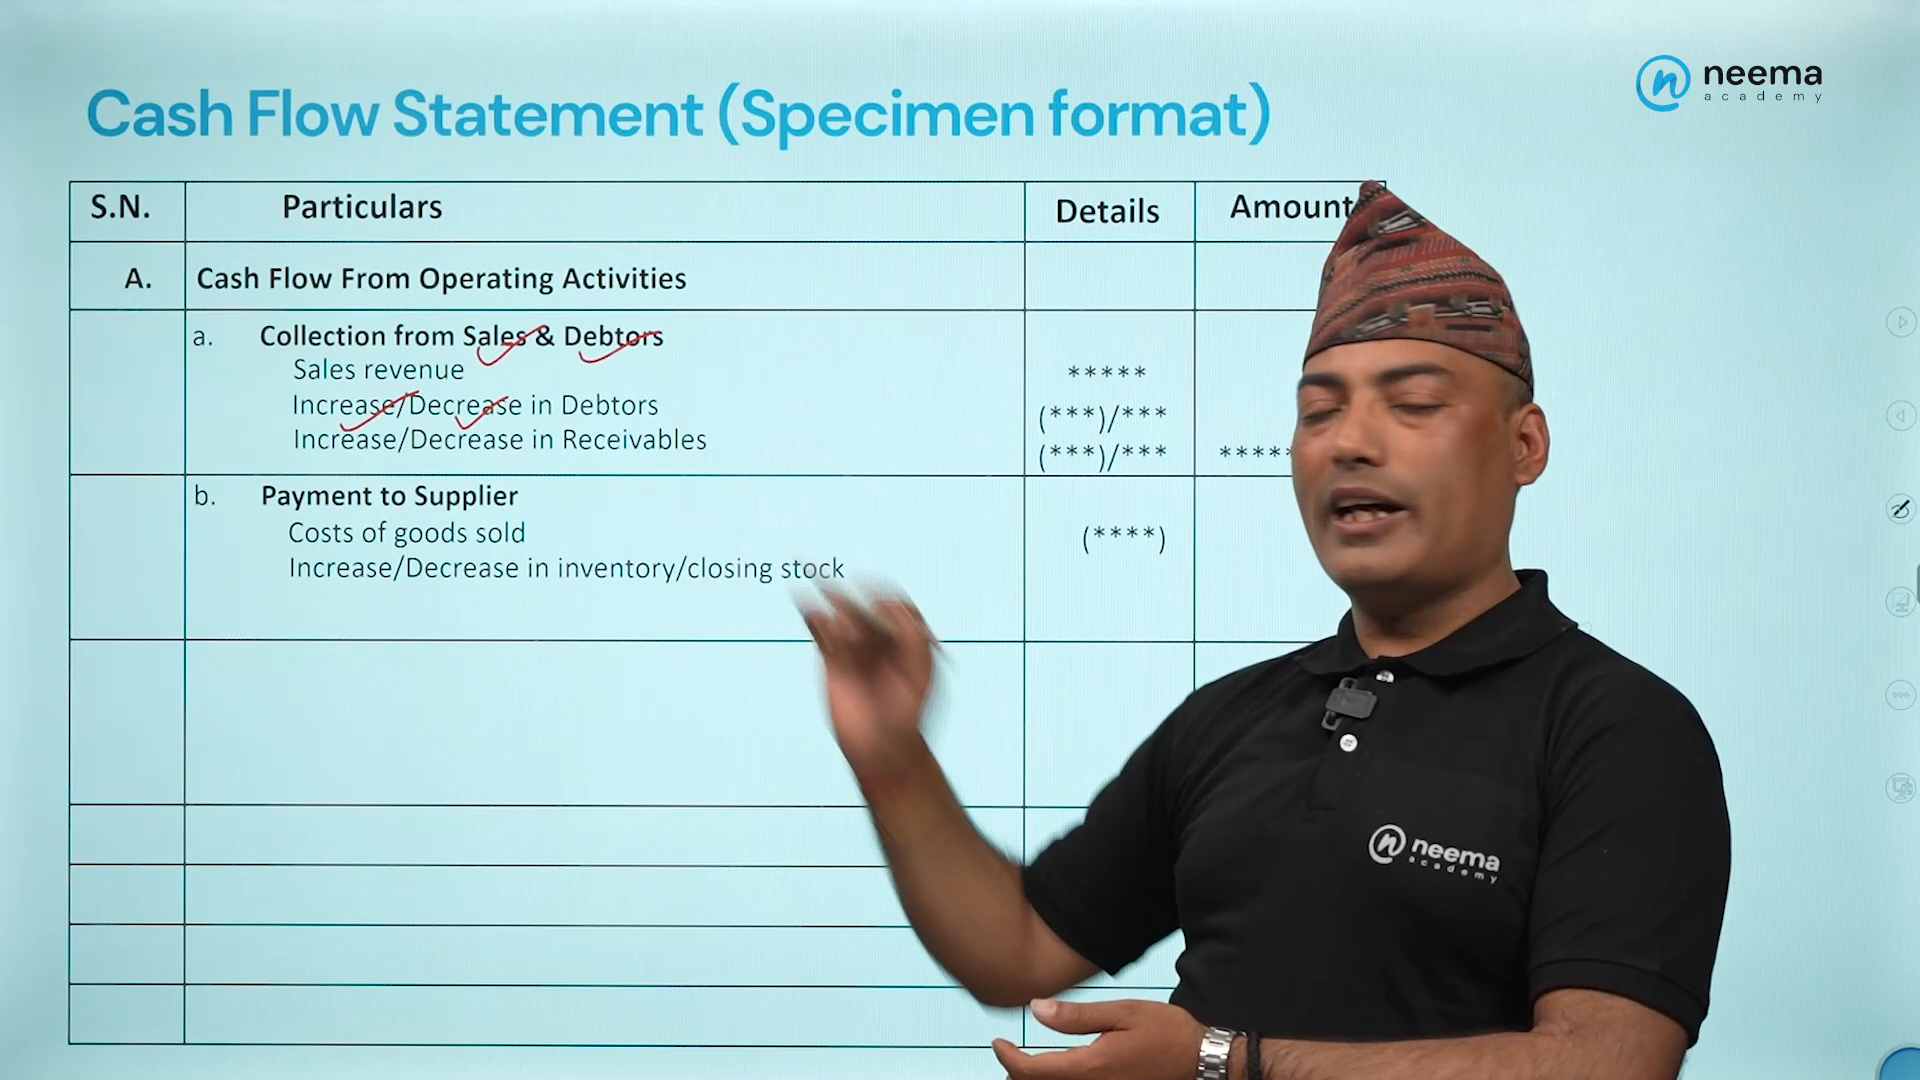 neema
academy
Cash Flow Statement (Specimen format)
S.N. Particulars Details Amount
A. Cash Flow From Operating Activities
a. Collection from Sales & Debtors
Sales revenue *****
Increase/Decrease in Debtors (***)/***
Increase/Decrease in Receivables (***)/*** *****
b. Payment to Supplier
Costs of goods sold (****)
Increase/Decrease in inventory/closing stock
neema
academy